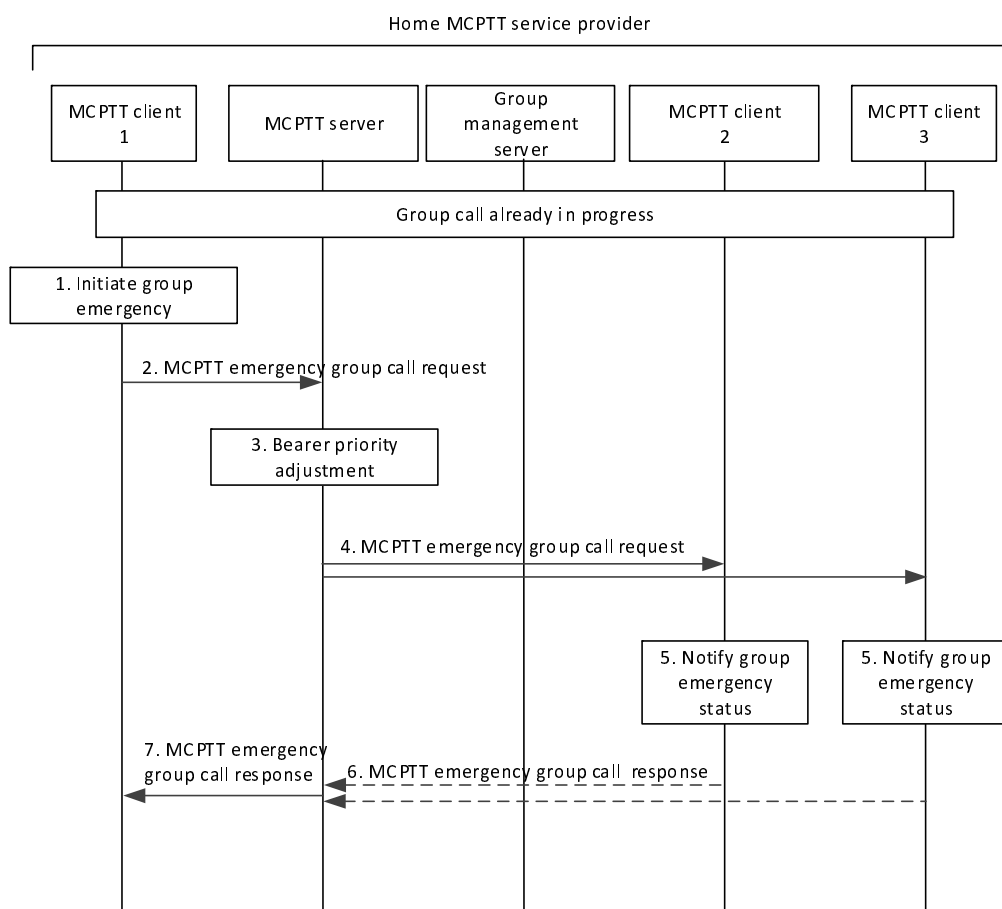 Home MCPTT service provider
MCPTT client
1
MCPTT server
Group
management
server
MCPTT client
2
MCPTT client
3
Group call already in progress
1. Initiate group
emergency
2. MCPTT emergency group call request
3. Bearer priority
adjustment
4. MCPTT emergency group call request
5. Notify group
emergency
status
5. Notify group
emergency
status
7. MCPTT emergency
group call response
6. MCPTT emergency group call response